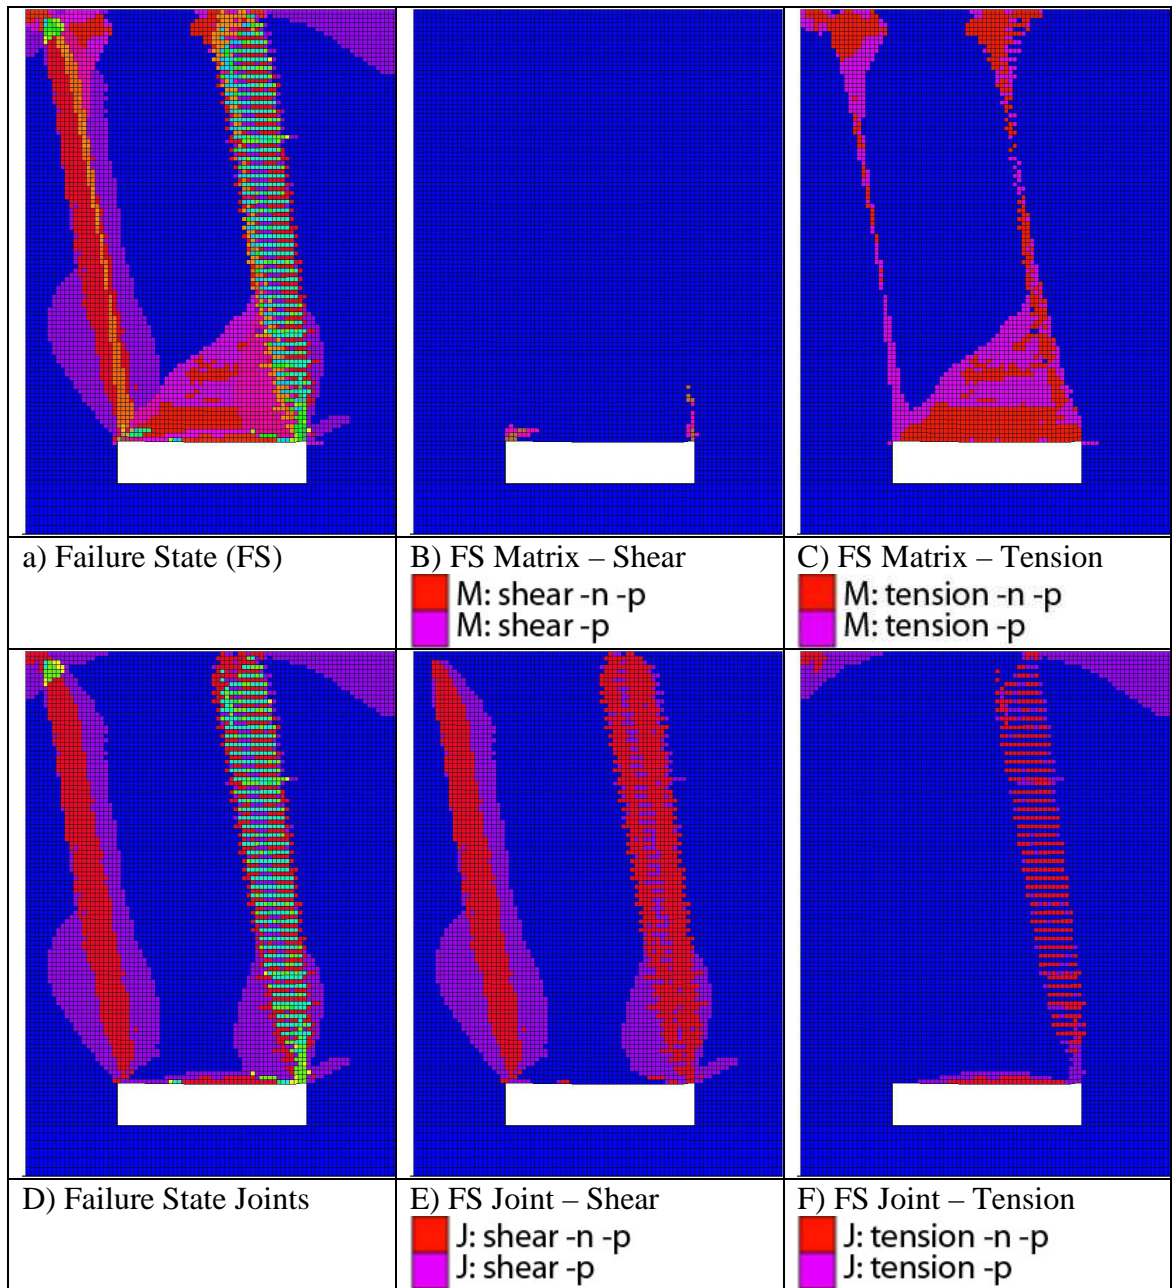 a) Failure State (FS)
B) FS Matrix – Shear
M: shear -n -p
M: shear -p
C) FS Matrix – Tension
M: tension -n -p
M: tension -p
D) Failure State Joints
E) FS Joint – Shear
J: shear -n -p
J: shear -p
F) FS Joint – Tension
J: tension -n -p
J: tension -p